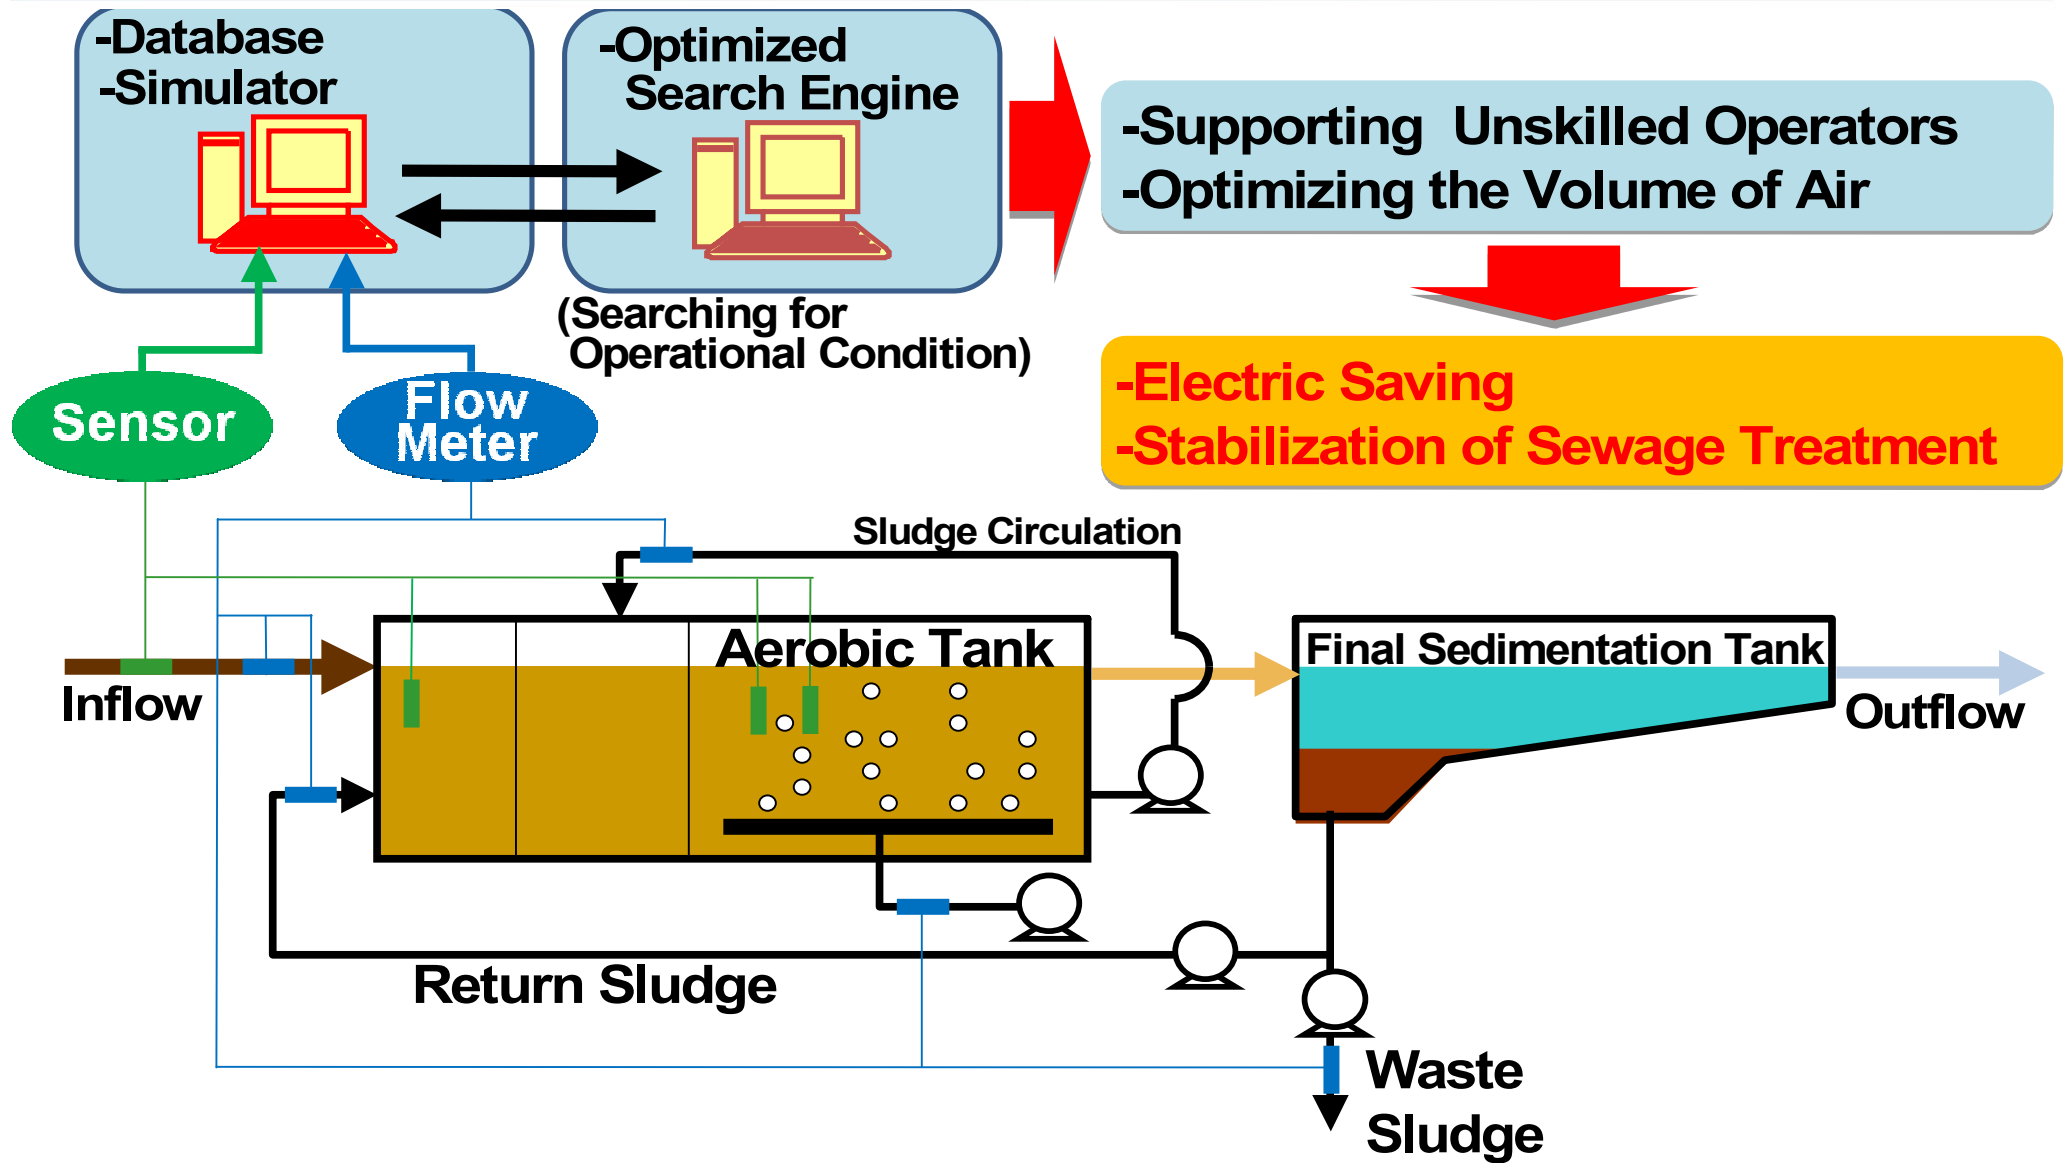 -Database
-Simulator
-Optimized
Search Engine
(Searching for
Operational Condition)
-Supporting  Unskilled Operators
-Optimizing the Volume of Air
-Electric Saving
-Stabilization of Sewage Treatment
Sensor
Flow
Meter
Sludge Circulation
Aerobic Tank
Final Sedimentation Tank
Inflow
Outflow
Return Sludge
Waste
Sludge